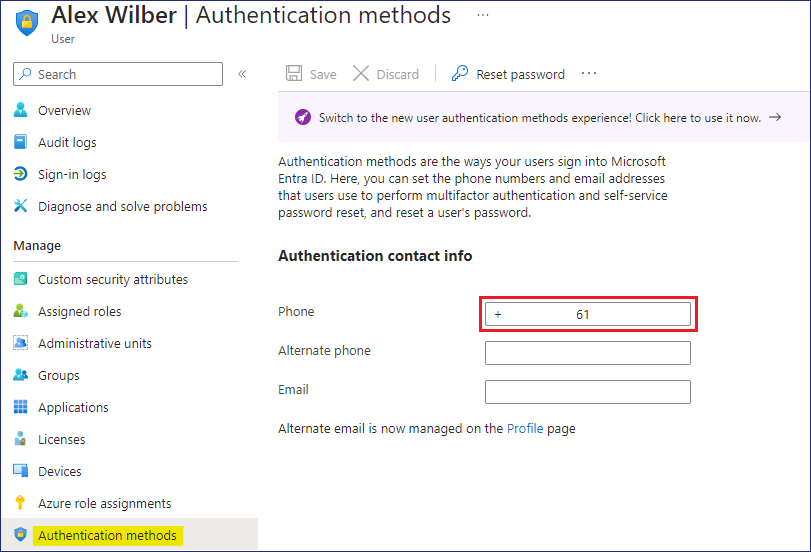 Alex Wilber | Authentication methods ...
User
Search
«
Save
Discard
Reset password
...
Overview
Audit logs
Sign-in logs
Diagnose and solve problems
Manage
Custom security attributes
Assigned roles
Administrative units
Groups
Applications
Licenses
Devices
Azure role assignments
Authentication methods
Switch to the new user authentication methods experience! Click here to use it now. →
Authentication methods are the ways your users sign into Microsoft
Entra ID. Here, you can set the phone numbers and email addresses
that users use to perform multifactor authentication and self-service
password reset, and reset a user's password.
Authentication contact info
Phone
+ 61
Alternate phone
Email
Alternate email is now managed on the Profile page